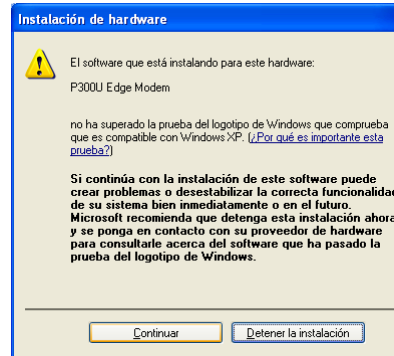 Instalación de hardware
El software que está instalando para este hardware:
P300U Edge Modem
no ha superado la prueba del logotipo de Windows que comprueba
que es compatible con Windows XP. (¿Por qué es importante esta
prueba?)
Si continúa con la instalación de este software puede
crear problemas o desestabilizar la correcta funcionalidad
de su sistema bien inmediatamente o en el futuro.
Microsoft recomienda que detenga esta instalación ahora
y se ponga en contacto con su proveedor de hardware
para consultarle acerca del software que ha pasado la
prueba del logotipo de Windows.
Continuar
Detener la instalación